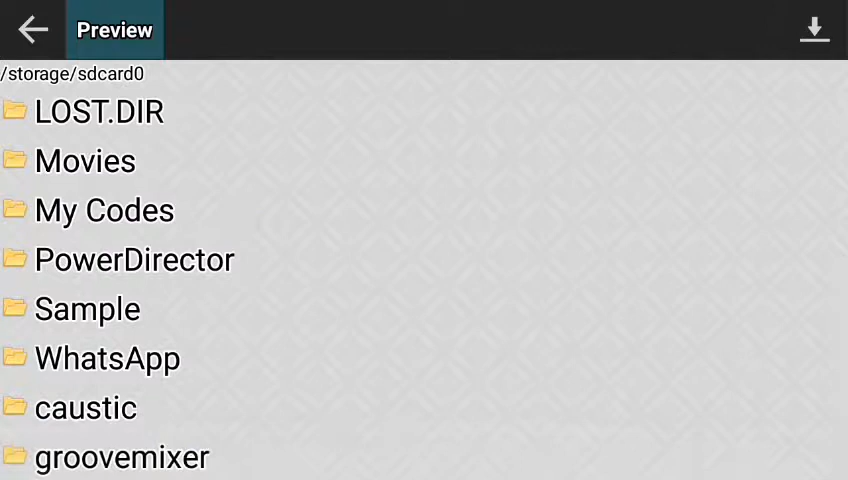 Preview
/storage/sdcard0
LOST.DIR
Movies
My Codes
PowerDirector
Sample
WhatsApp
caustic
groovemixer